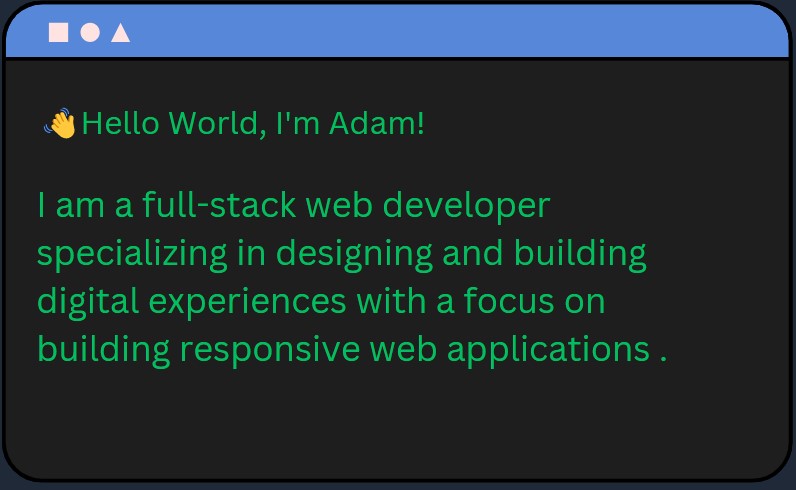 👋Hello World, I'm Adam!
I am a full-stack web developer
specializing in designing and building
digital experiences with a focus on
building responsive web applications .